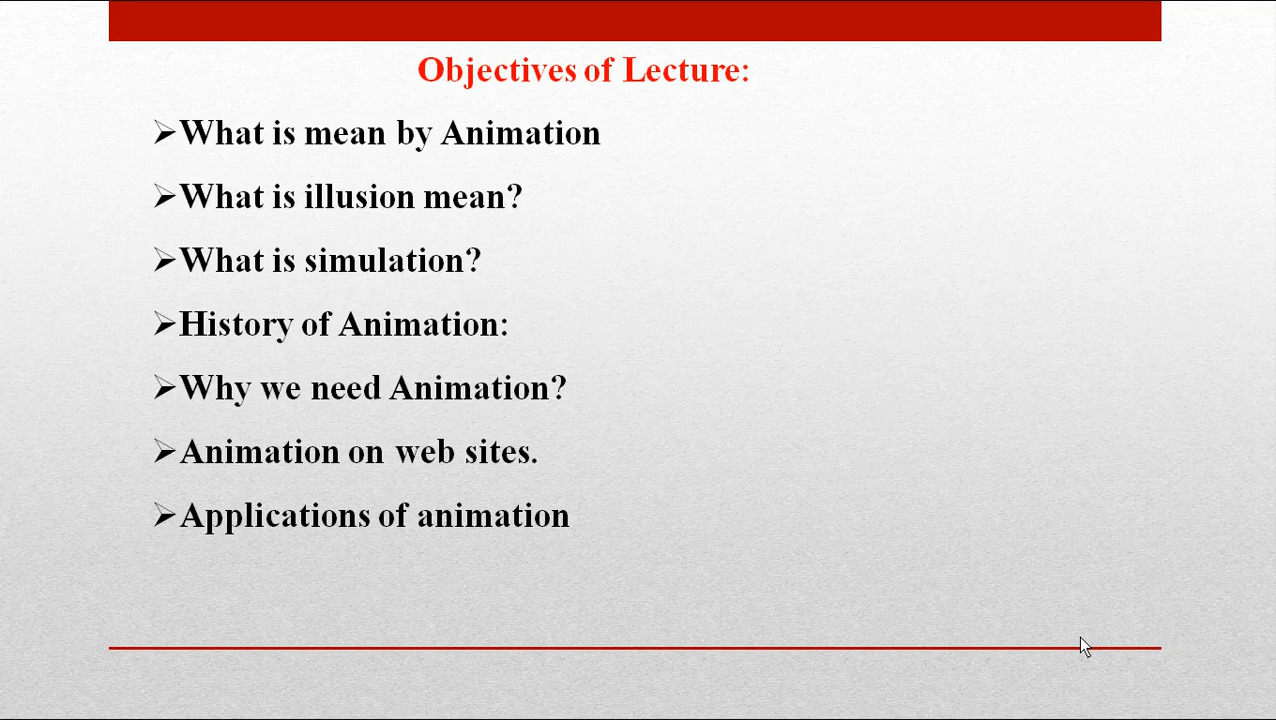 Objectives of Lecture:
➢What is mean by Animation
➢What is illusion mean?
➢What is simulation?
➢History of Animation:
➢Why we need Animation?
➢Animation on web sites.
➢Applications of animation